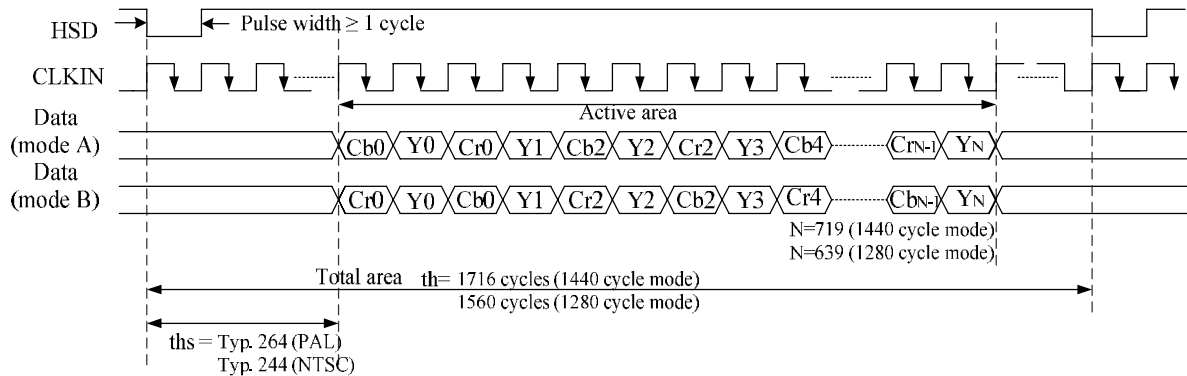 HSD
Pulse width ≥ 1 cycle
CLKIN
Active area
Data
(mode A)
Cb0 Y0 Cr0 Y1 Cb2 Y2 Cr2 Y3 Cb4 CrN-1 YN
Data
(mode B)
Cr0 Y0 Cb0 Y1 Cr2 Y2 Cb2 Y3 Cr4 CbN-1 YN
N=719 (1440 cycle mode)
N=639 (1280 cycle mode)
Total area th= 1716 cycles (1440 cycle mode)
1560 cycles (1280 cycle mode)
ths = Typ. 264 (PAL)
Typ. 244 (NTSC)